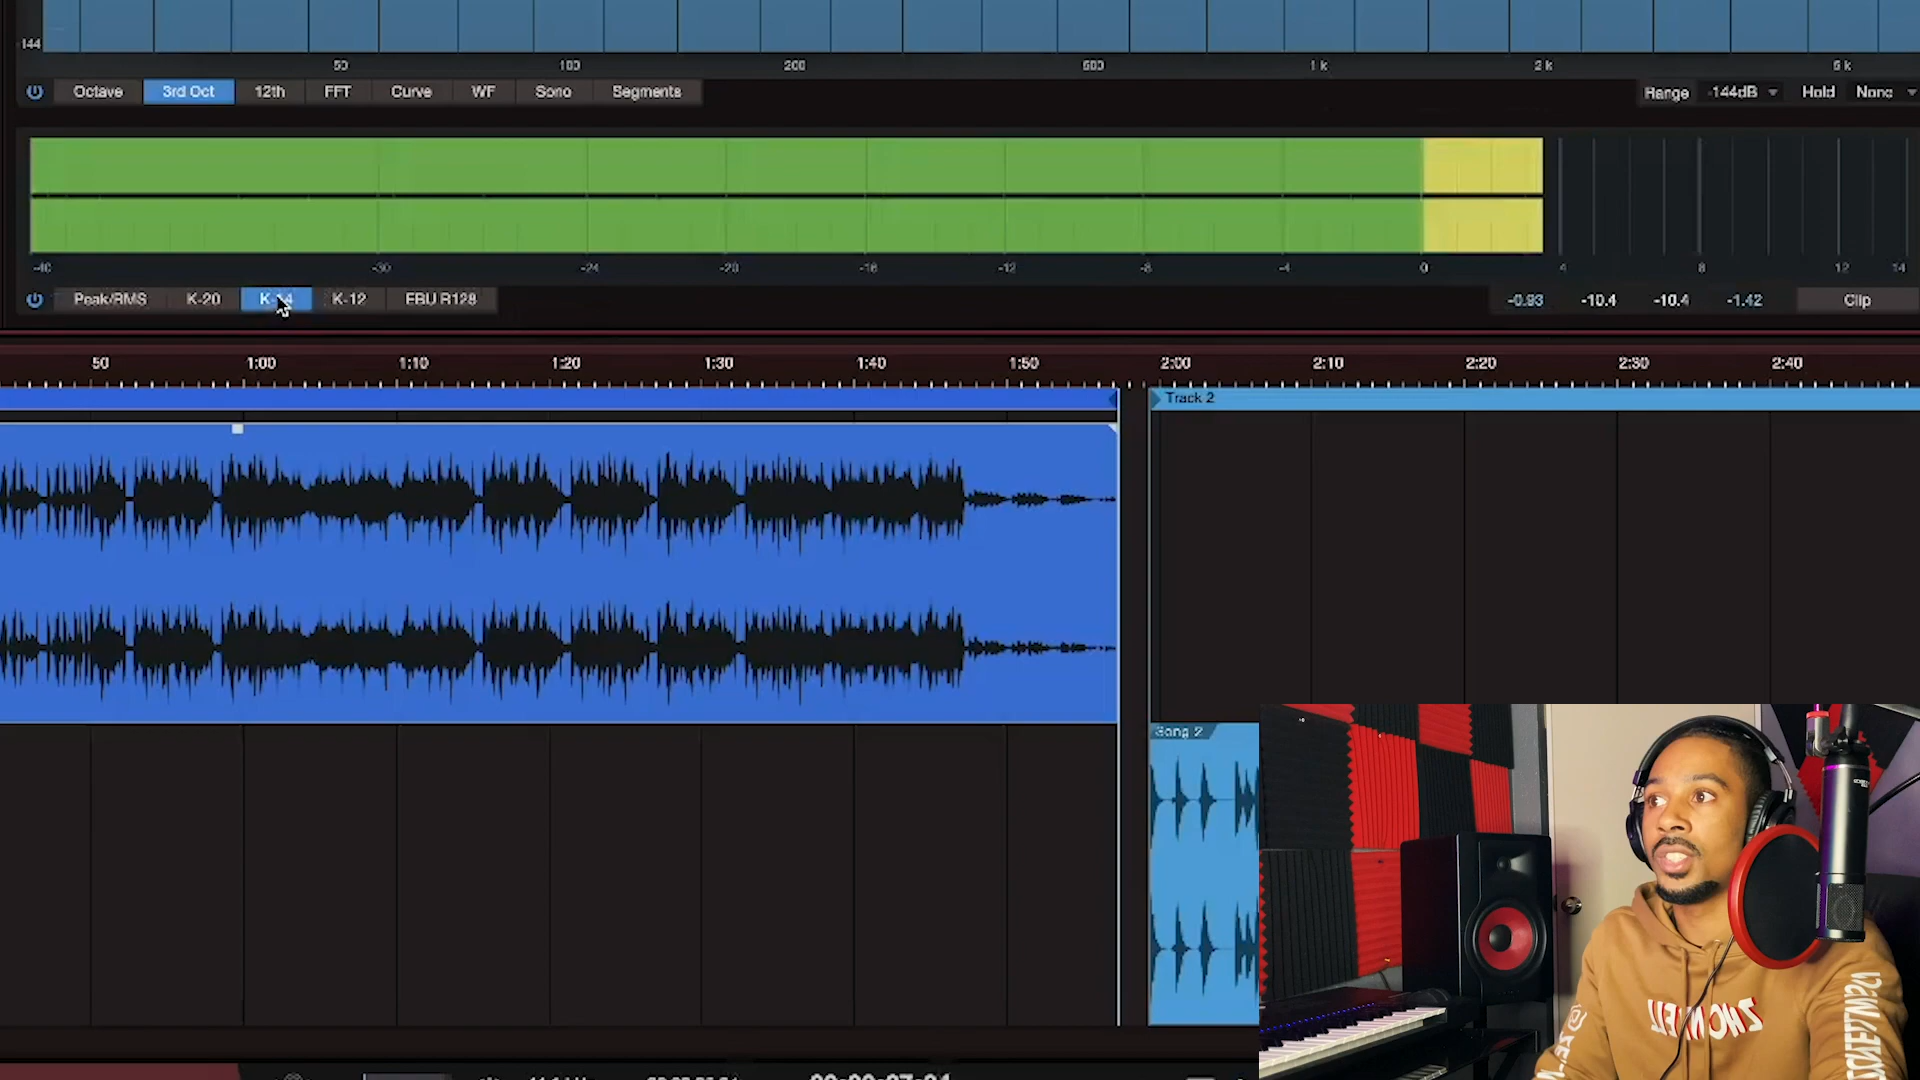 -144
50 100 200 500 1 k 2 k 5 k
Octave 3rd Oct 12th FFT Curve WF Sono Segments Range -144dB Hold None
-40 -30 -24 -20 -16 -12 -8 -4 0 4 8 12 14
Peak/RMS K-20 K-14 K-12 EBU R128 -0.93 -10.4 -10.4 -1.42 Clip
50 1:00 1:10 1:20 1:30 1:40 1:50 2:00 2:10 2:20 2:30 2:40
Track 2
Song 2